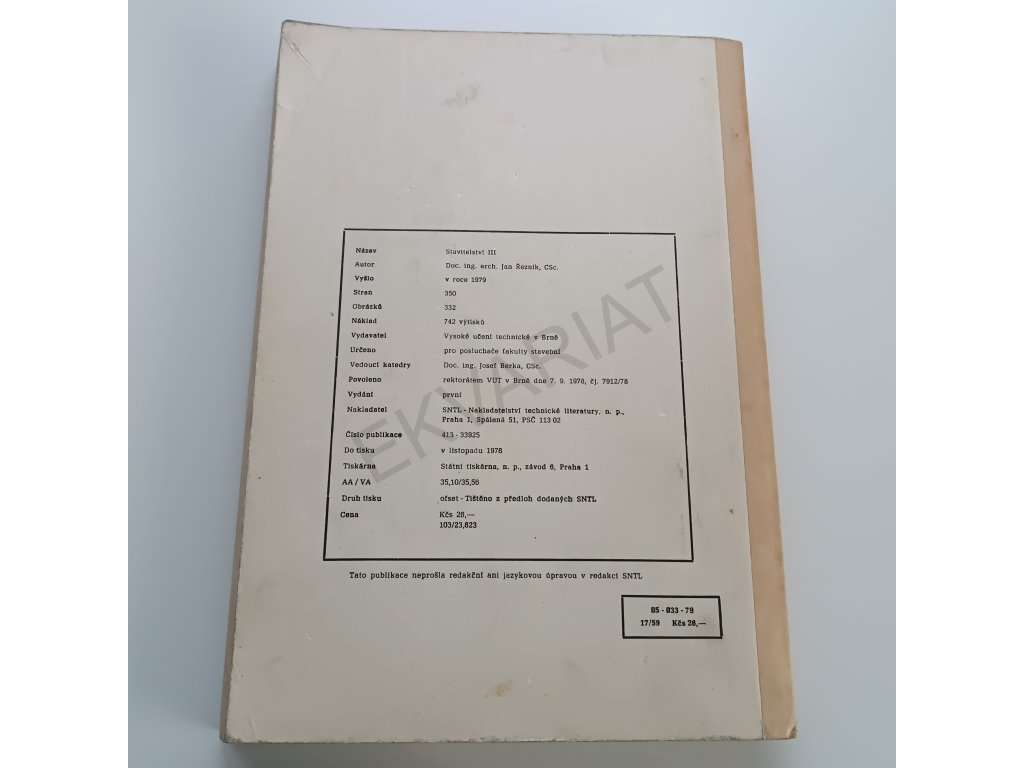 Název Stavitelství III
Autor Doc. ing. arch. Jan Řezník, CSc.
Vyšlo v roce 1979
Stran 350
Obrázků 332
Náklad 742 výtisků
Vydavatel Vysoké učení technické v Brně
Určeno pro posluchače fakulty stavební
Vedoucí katedry Doc. ing. Josef Berka, CSc.
Povoleno rektorátem VUT v Brně dne 7. 9. 1978, čj. 7912/78
Vydání první
Nakladatel SNTL - Nakladatelství technické literatury, n. p.,
Praha 1, Spálená 51, PSČ 113 02
Číslo publikace 413 - 33925
Do tisku v listopadu 1978
Tiskárna Státní tiskárna, n. p., závod 6, Praha 1
AA / VA 35,10/35,56
Druh tisku ofset - Tištěno z předloh dodaných SNTL
Cena Kčs 28,—
103/23,823
Tato publikace neprošla redakční ani jazykovou úpravou v redakci SNTL
05 - 033 - 79
17/59 Kčs 28,—
EKVARIAT